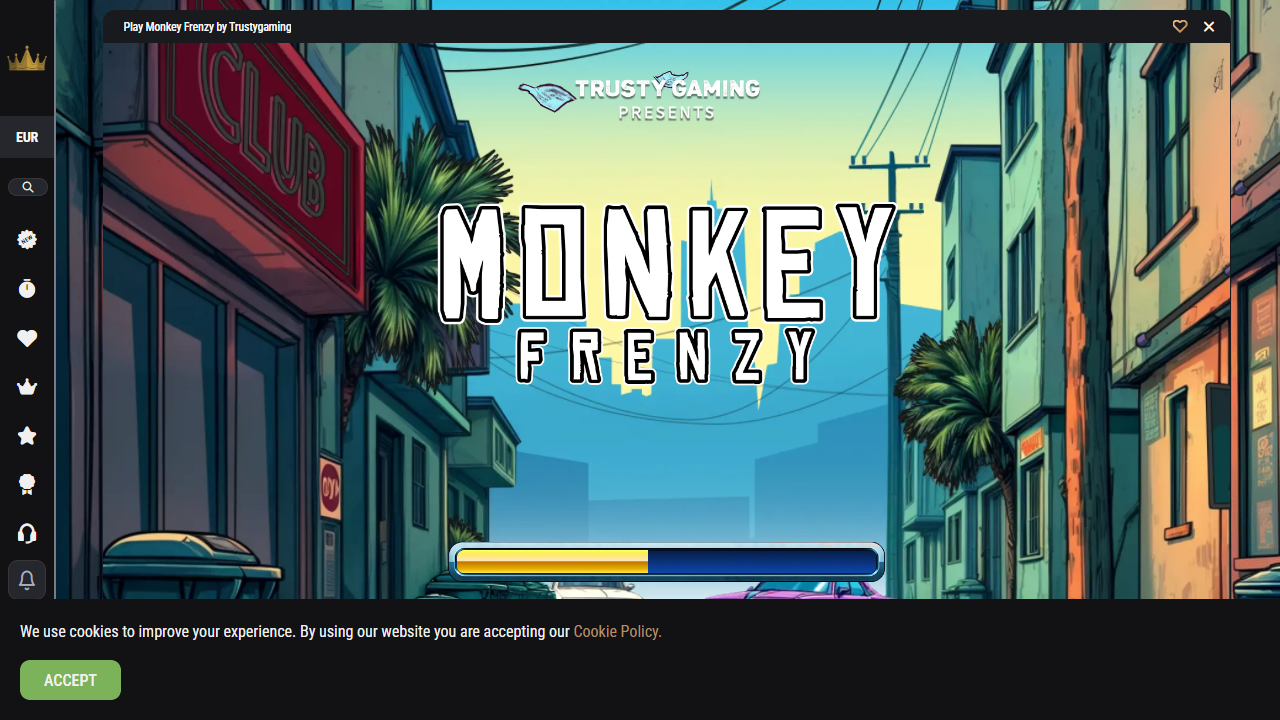 Play Monkey Frenzy by Trustygaming
EUR
NEW
TRUSTY GAMING
PRESENTS
CLUB
MONKEY
FRENZY
We use cookies to improve your experience. By using our website you are accepting our Cookie Policy.
ACCEPT